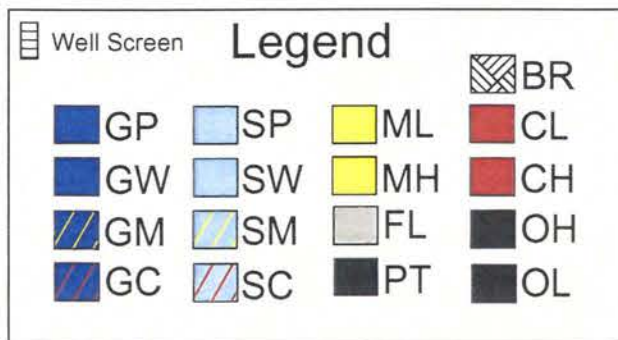 Well Screen Legend
BR
GP SP ML CL
GW SW MH CH
GM SM FL OH
GC SC PT OL